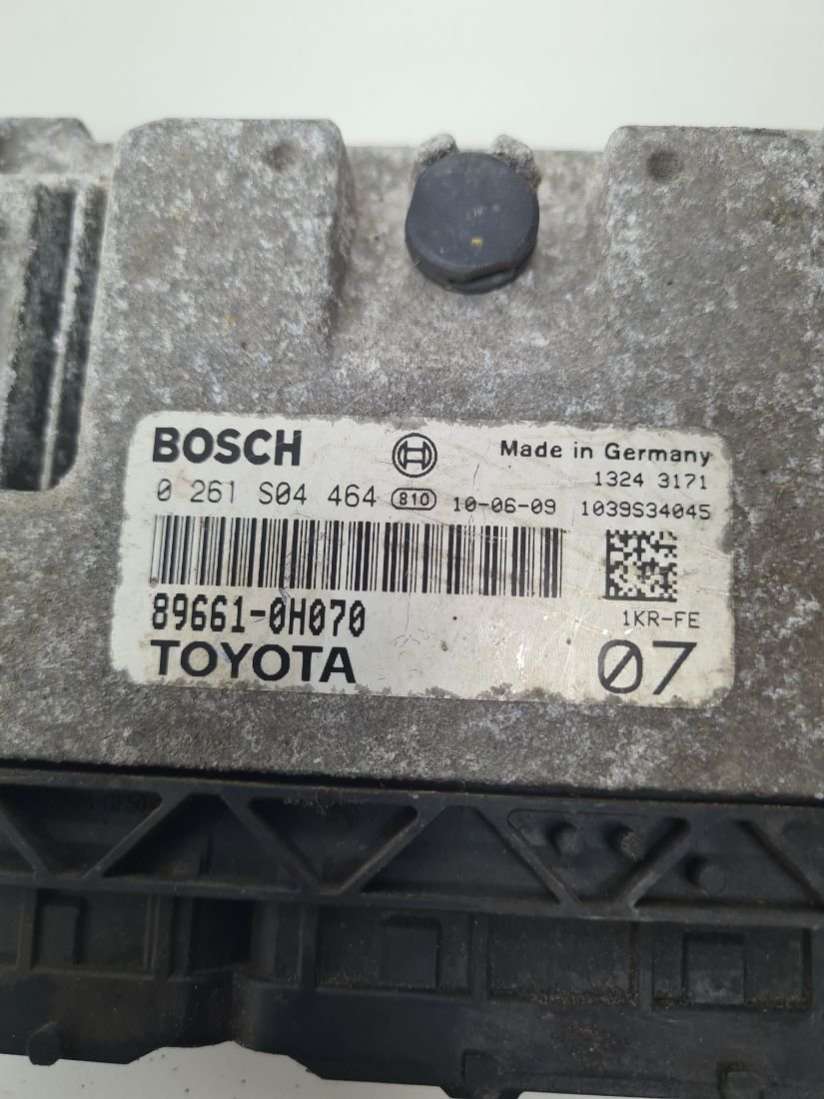 BOSCH Made in Germany
1324 3171
0 261 S04 464 810 10-06-09 1039S34045
89661-0H070 1KR-FE
TOYOTA 07